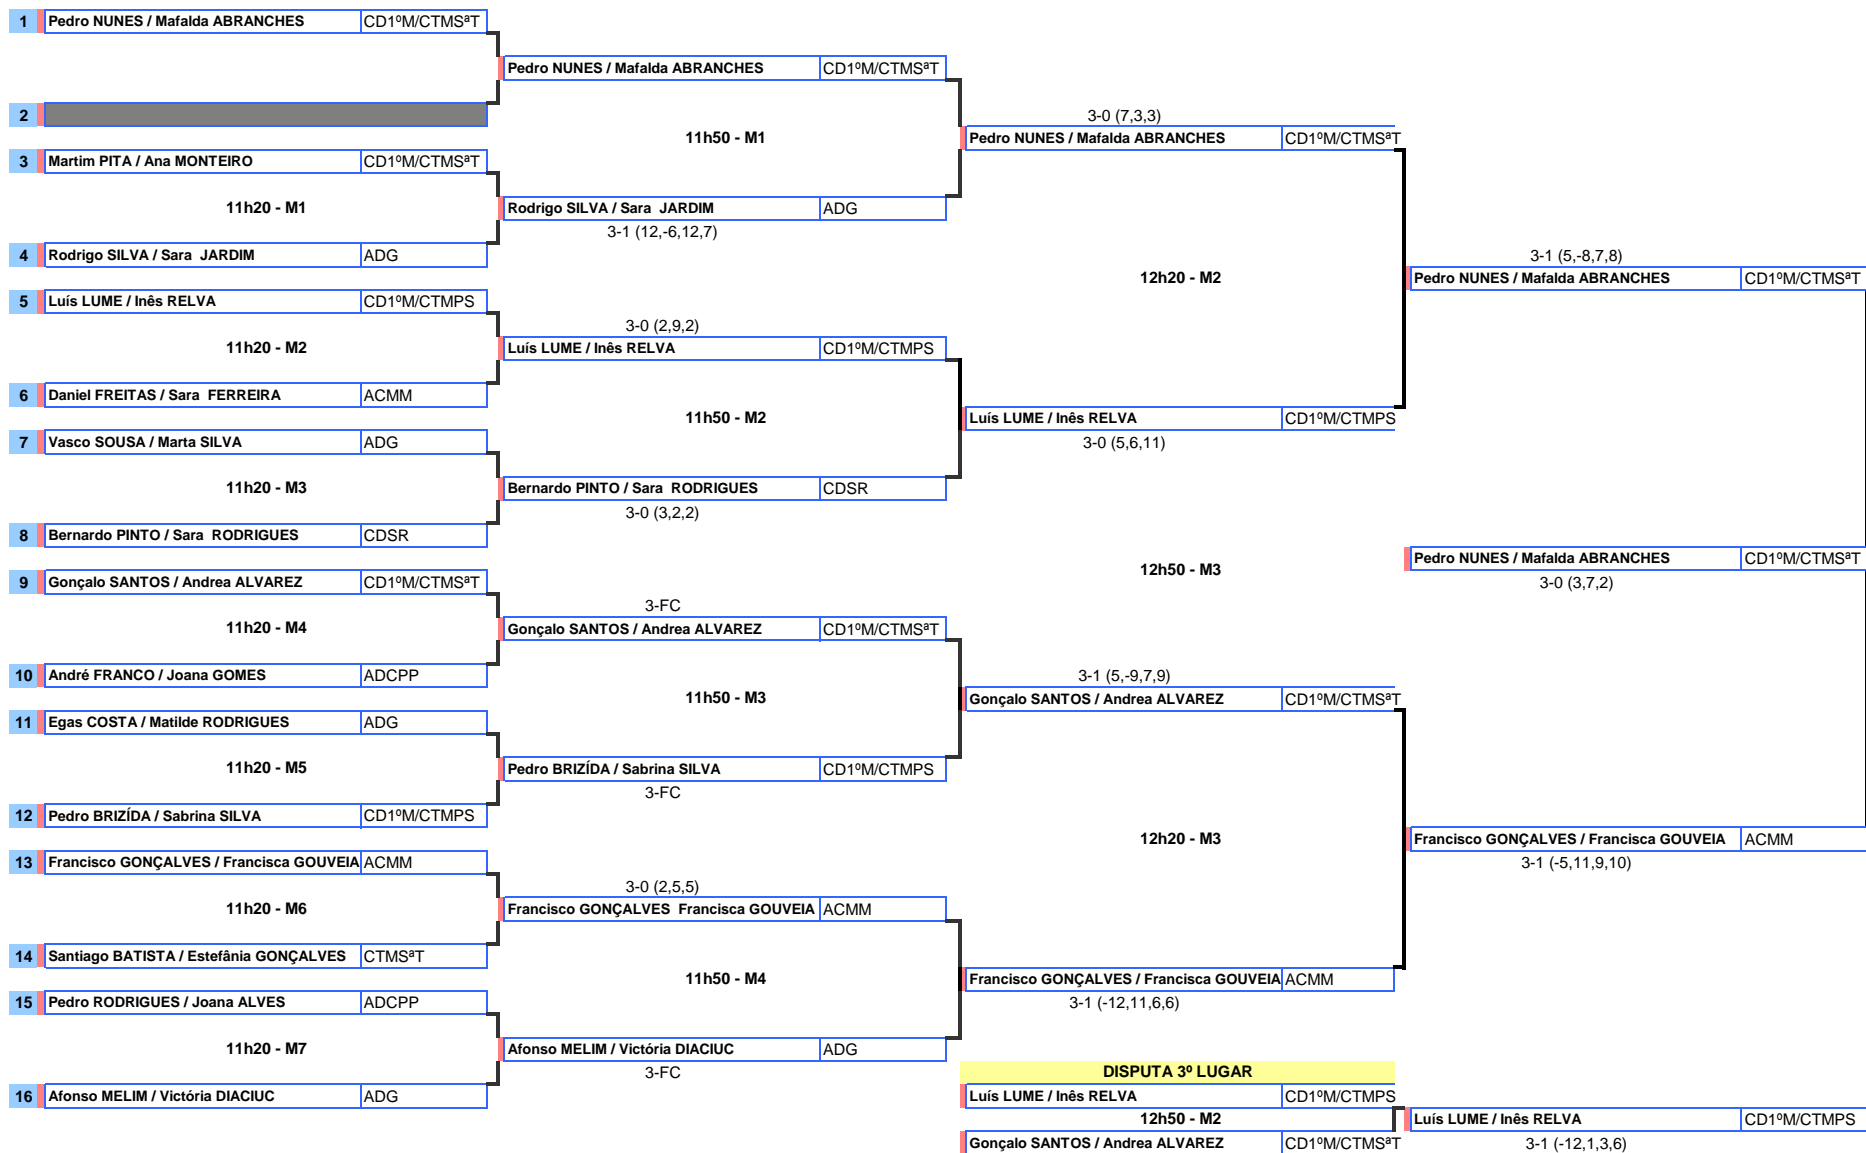 1 Pedro NUNES / Mafalda ABRANCHES CD1ºM/CTMSªT
Pedro NUNES / Mafalda ABRANCHES CD1ºM/CTMSªT
2 3-0 (7,3,3)
11h50 - M1 Pedro NUNES / Mafalda ABRANCHES CD1ºM/CTMSªT
3 Martim PITA / Ana MONTEIRO CD1ºM/CTMSªT
11h20 - M1 Rodrigo SILVA / Sara JARDIM ADG
3-1 (12,-6,12,7)
4 Rodrigo SILVA / Sara JARDIM ADG 3-1 (5,-8,7,8)
12h20 - M2 Pedro NUNES / Mafalda ABRANCHES CD1ºM/CTMSªT
5 Luís LUME / Inês RELVA CD1ºM/CTMPS
3-0 (2,9,2)
11h20 - M2 Luís LUME / Inês RELVA CD1ºM/CTMPS
6 Daniel FREITAS / Sara FERREIRA ACMM
11h50 - M2 Luís LUME / Inês RELVA CD1ºM/CTMPS
7 Vasco SOUSA / Marta SILVA ADG 3-0 (5,6,11)
11h20 - M3 Bernardo PINTO / Sara RODRIGUES CDSR
3-0 (3,2,2)
8 Bernardo PINTO / Sara RODRIGUES CDSR
12h50 - M3 Pedro NUNES / Mafalda ABRANCHES CD1ºM/CTMSªT
9 Gonçalo SANTOS / Andrea ALVAREZ CD1ºM/CTMSªT 3-0 (3,7,2)
3-FC
11h20 - M4 Gonçalo SANTOS / Andrea ALVAREZ CD1ºM/CTMSªT
10 André FRANCO / Joana GOMES ADCPP 3-1 (5,-9,7,9)
11h50 - M3 Gonçalo SANTOS / Andrea ALVAREZ CD1ºM/CTMSªT
11 Egas COSTA / Matilde RODRIGUES ADG
11h20 - M5 Pedro BRIZÍDA / Sabrina SILVA CD1ºM/CTMPS
3-FC
12 Pedro BRIZÍDA / Sabrina SILVA CD1ºM/CTMPS
12h20 - M3 Francisco GONÇALVES / Francisca GOUVEIA ACMM
13 Francisco GONÇALVES / Francisca GOUVEIA ACMM 3-1 (-5,11,9,10)
3-0 (2,5,5)
11h20 - M6 Francisco GONÇALVES Francisca GOUVEIA ACMM
14 Santiago BATISTA / Estefânia GONÇALVES CTMSªT
11h50 - M4 Francisco GONÇALVES / Francisca GOUVEIA ACMM
15 Pedro RODRIGUES / Joana ALVES ADCPP 3-1 (-12,11,6,6)
11h20 - M7 Afonso MELIM / Victória DIACIUC ADG
3-FC DISPUTA 3º LUGAR
16 Afonso MELIM / Victória DIACIUC ADG Luís LUME / Inês RELVA CD1ºM/CTMPS
12h50 - M2 Luís LUME / Inês RELVA CD1ºM/CTMPS
Gonçalo SANTOS / Andrea ALVAREZ CD1ºM/CTMSªT 3-1 (-12,1,3,6)